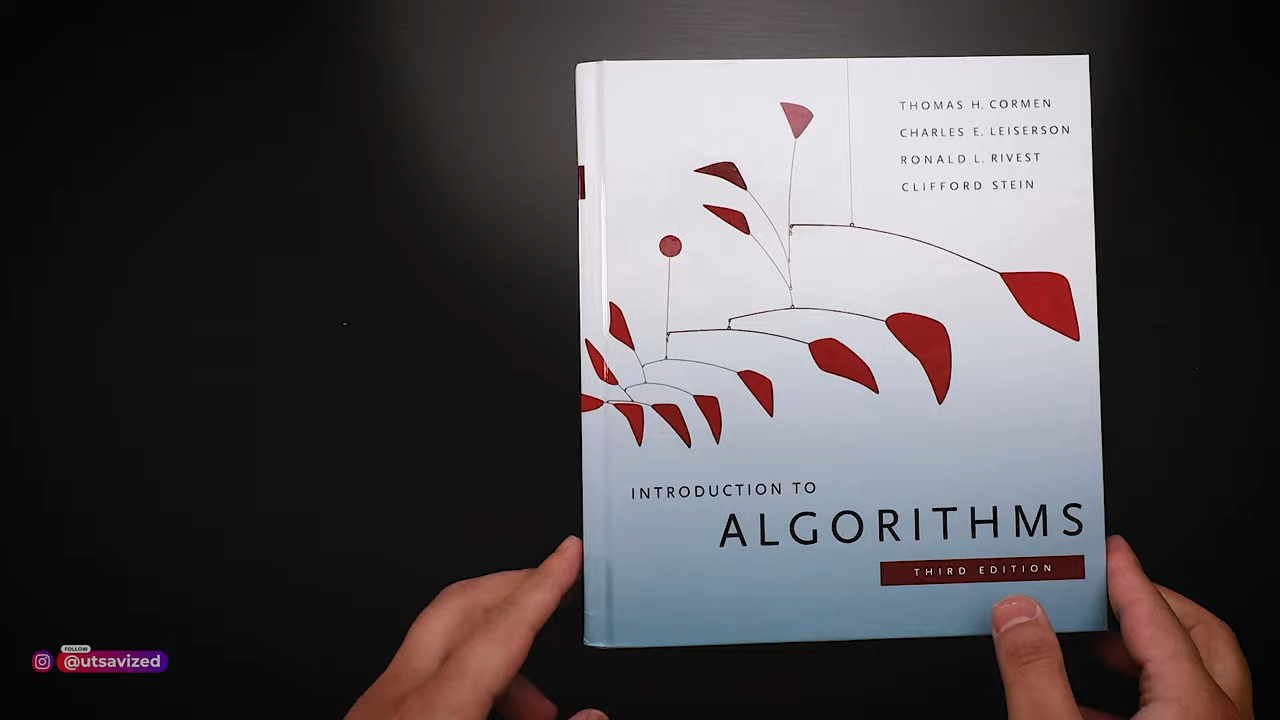 THOMAS H. CORMEN
CHARLES E. LEISERSON
RONALD L. RIVEST
CLIFFORD STEIN
INTRODUCTION TO
ALGORITHMS
THIRD EDITION
FOLLOW
@utsavized